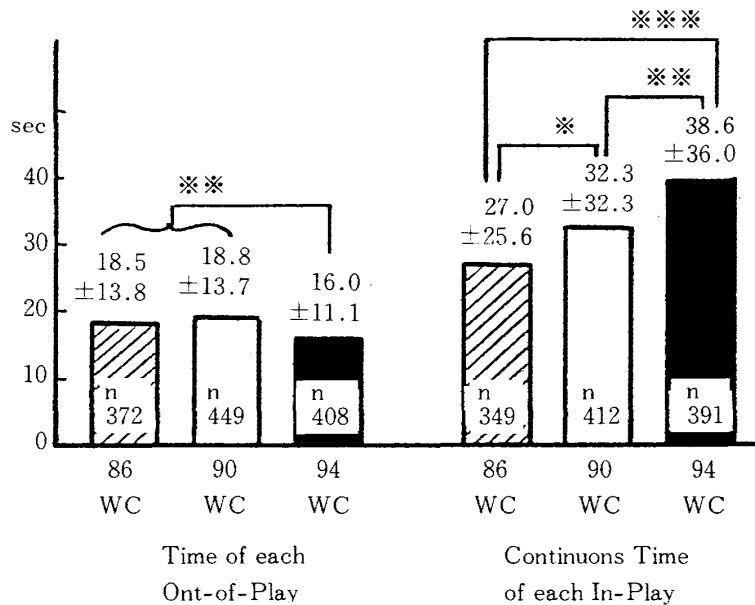 ※※※
※※
sec
※
38.6
±36.0
40
※※
32.3
±32.3
27.0
±25.6
30
18.5
±13.8
18.8
±13.7
16.0
±11.1
20
10
0
n
372
n
449
n
408
n
349
n
412
n
391
86
WC
90
WC
94
WC
86
WC
90
WC
94
WC
Time of each
Ont-of-Play
Continuons Time
of each In-Play